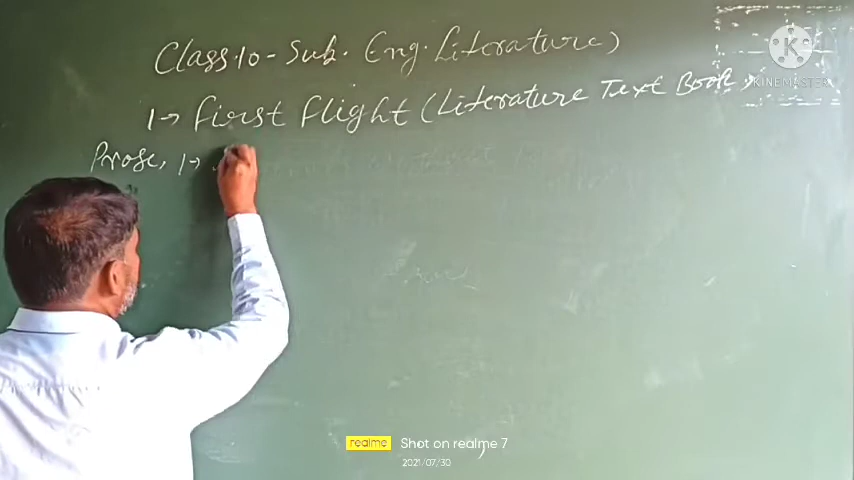 Class.10 - Sub. Eng. Literature)
1→ First flight (Literature Text Book,
Prose, 1→
K
KINEMASTER
realme Shot on realme 7
2021/07/30